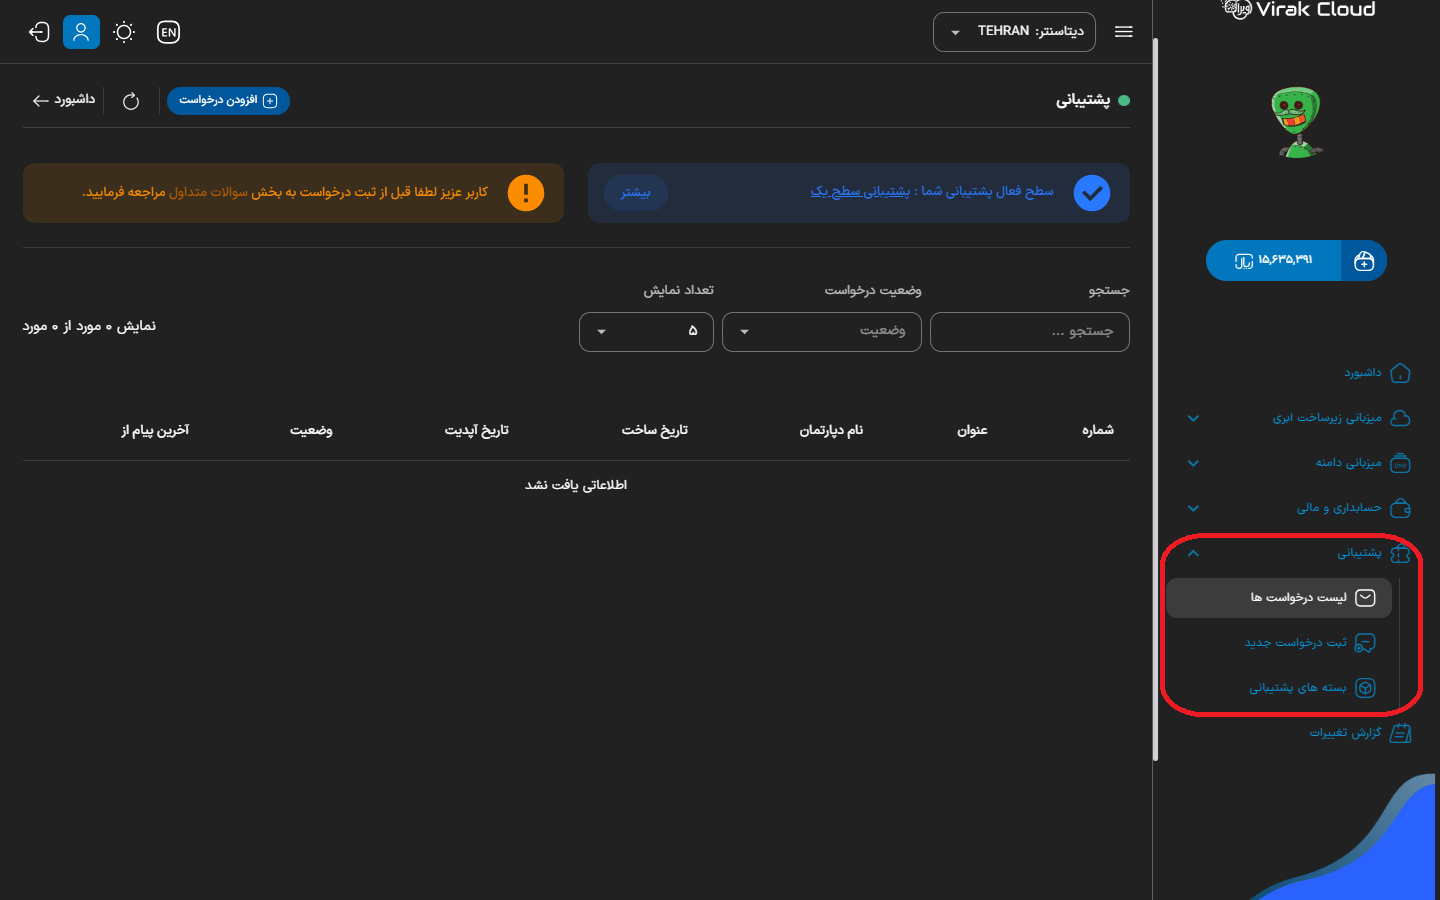 Virak Cloud
دیتاسنتر: TEHRAN
EN
پشتیبانی
افزودن درخواست
داشبورد
سطح فعال پشتیبانی شما : پشتیبانی سطح یک
بیشتر
کاربر عزیز لطفا قبل از ثبت درخواست به بخش سوالات متداول مراجعه فرمایید.
جستجو
وضعیت درخواست
تعداد نمایش
جستجو ...
وضعیت
۵
نمایش ۰ مورد از ۰ مورد
شماره
عنوان
نام دپارتمان
تاریخ ساخت
تاریخ آپدیت
وضعیت
آخرین پیام از
اطلاعاتی یافت نشد
۱۵,۶۳۵,۳۹۱ ریال
داشبورد
میزبانی زیرساخت ابری
میزبانی دامنه
DNS
حسابداری و مالی
پشتیبانی
لیست درخواست ها
ثبت درخواست جدید
بسته های پشتیبانی
گزارش تغییرات